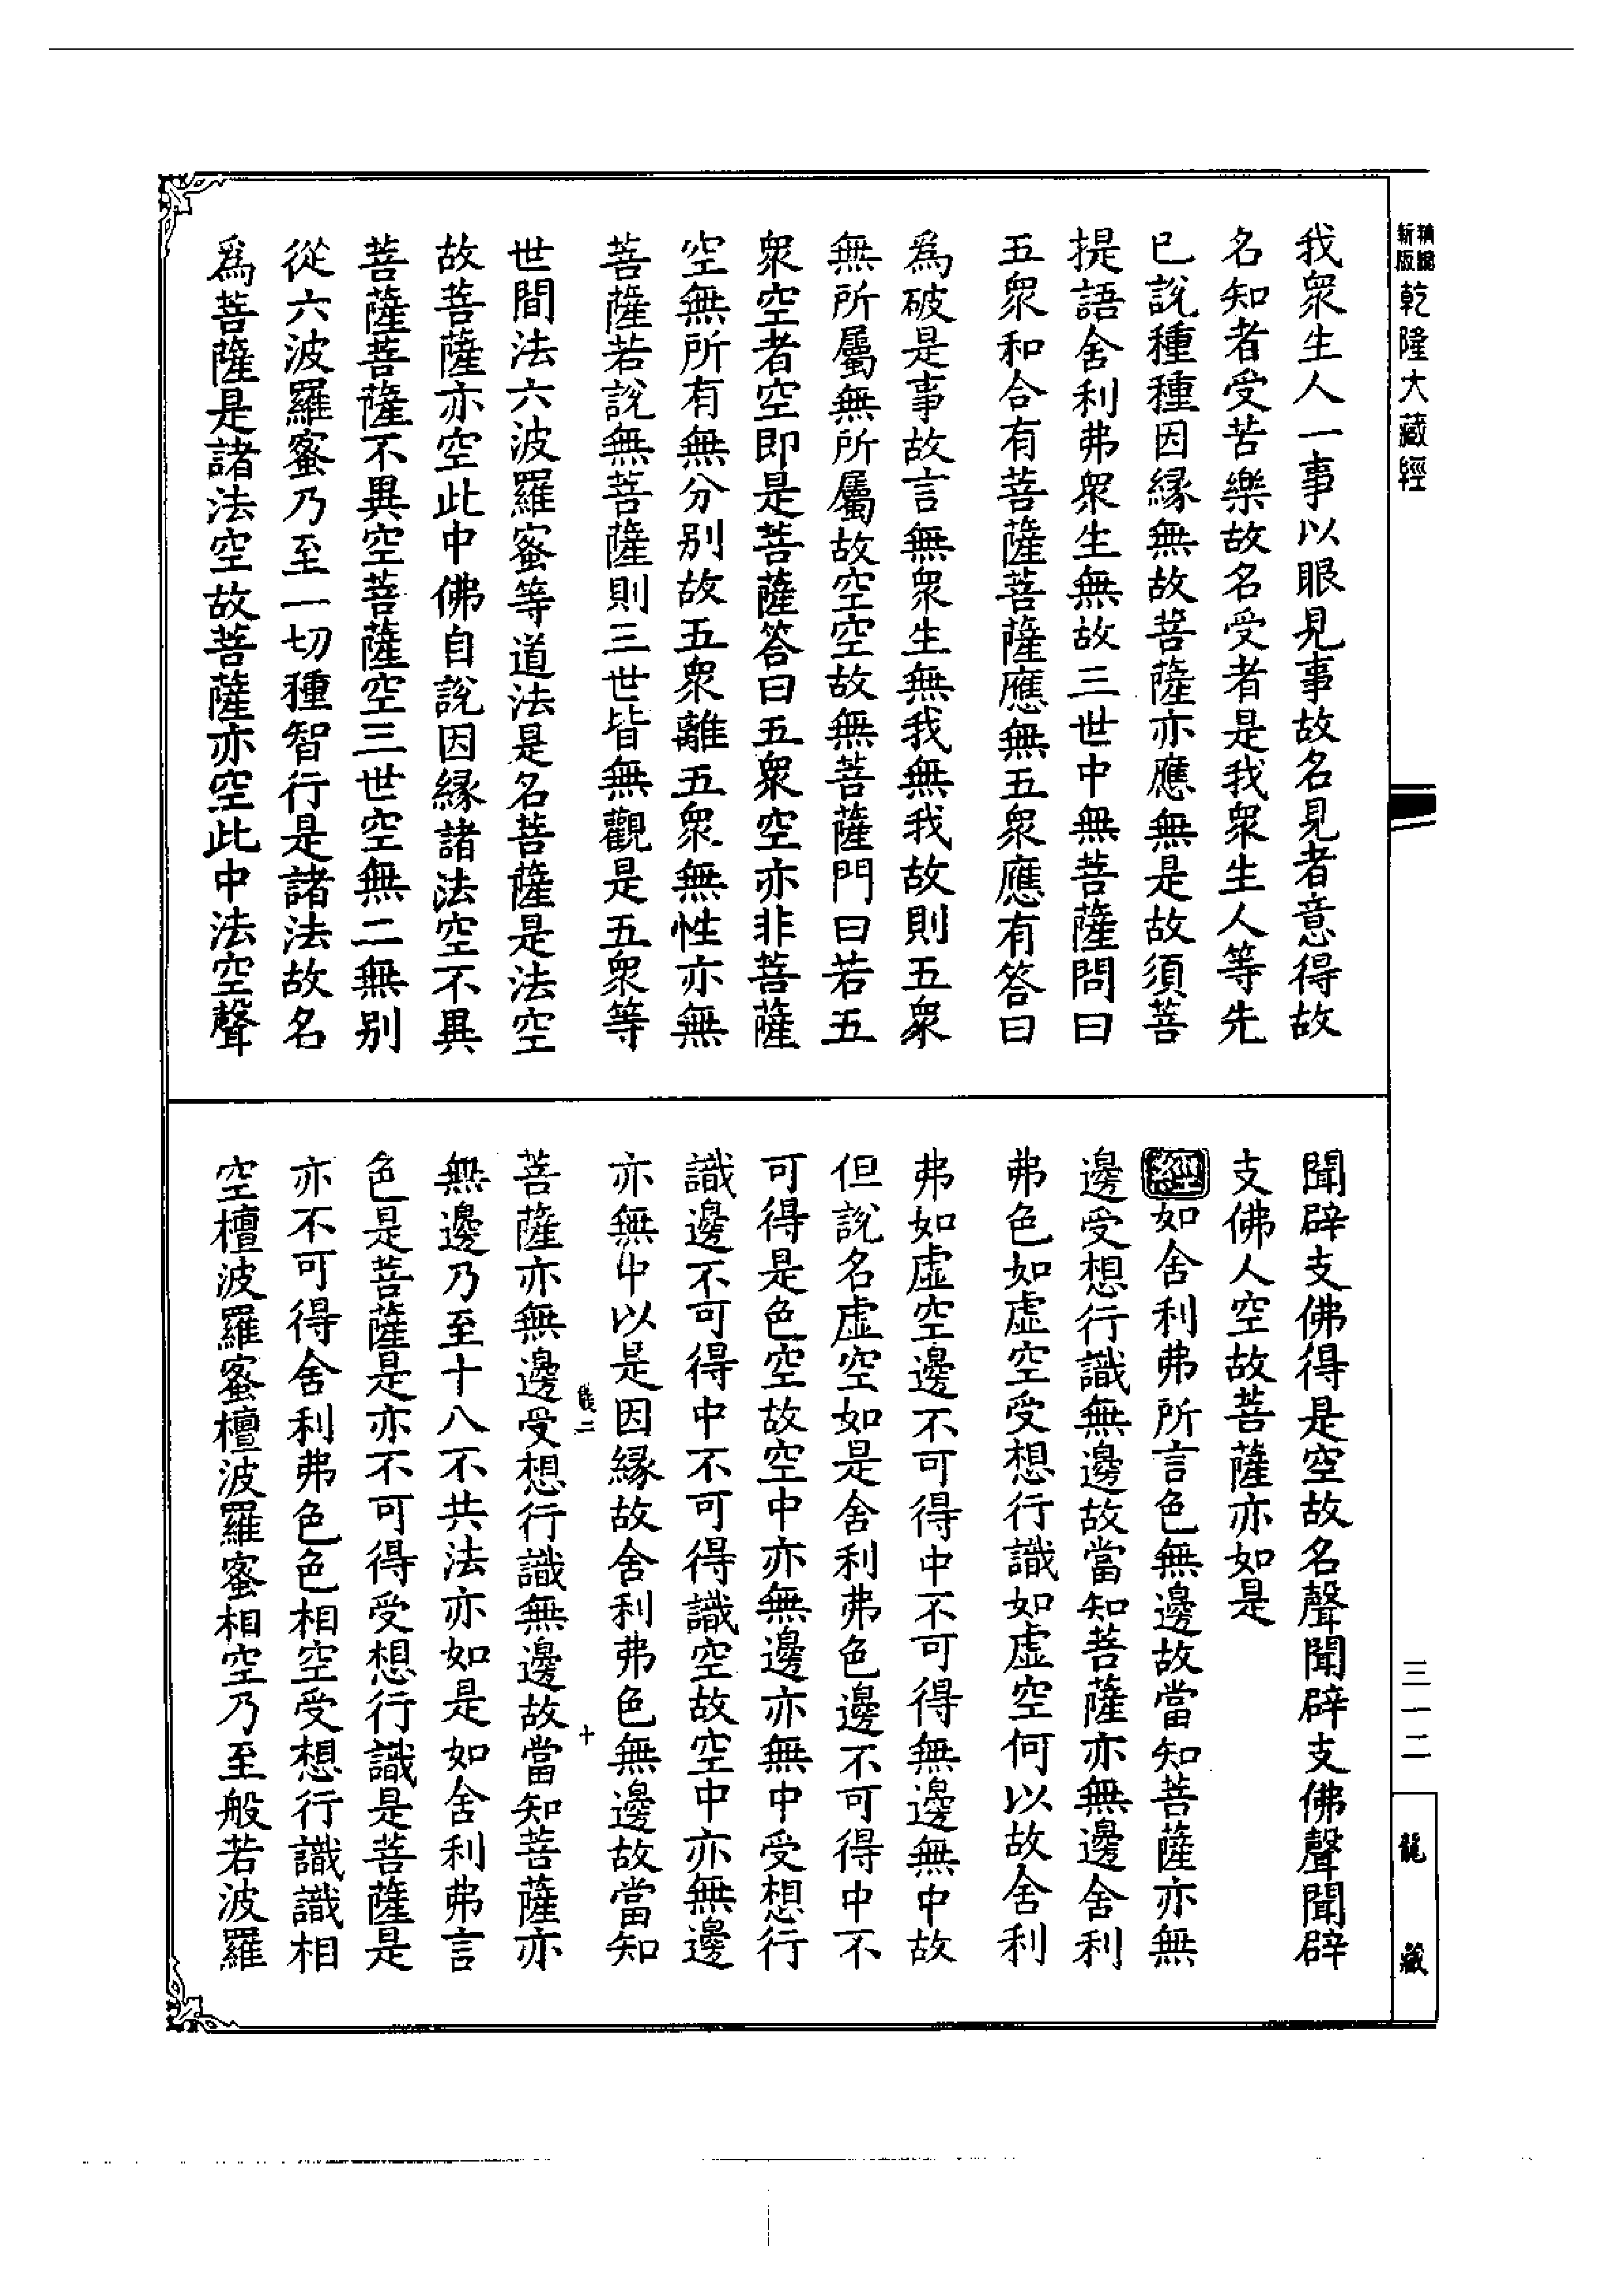 新版
乾隆大藏經
我眾生人一事以眼見事故名見者意得故
名知者受苦樂故名受者是我眾生人等先
已說種種因緣無故菩薩亦應無是故須菩
提語舍利弗眾生無故三世中無菩薩問曰
五眾和合有菩薩菩薩應無五眾應有答曰
為破是事故言無眾生無我無我故則五眾
無所屬無所屬故空空故無菩薩門曰若五
眾空者空即是菩薩答曰五眾空亦非菩薩
空無所有無分別故五眾離五眾無性亦無
菩薩若說無菩薩則三世皆無觀是五眾等
世間法六波羅蜜等道法是名菩薩是法空
故菩薩亦空此中佛自說因緣諸法空不異
菩薩菩薩不異空菩薩空三世空無二無別
從六波羅蜜乃至一切種智行是諸法故名
為菩薩是諸法空故菩薩亦空此中法空聲
聞辟支佛得是空故名聲聞辟支佛聲聞辟
支佛人空故菩薩亦如是
經如舍利弗所言色無邊故當知菩薩亦無
邊受想行識無邊故當知菩薩亦無邊舍利
弗色如虛空受想行識如虛空何以故舍利
弗如虛空邊不可得中不可得無邊無中故
但說名虛空如是舍利弗色邊不可得中不
可得是色空故空中亦無邊亦無中受想行
識邊不可得中不可得識空故空中亦無邊
亦無中以是因緣故舍利弗色無邊故當知
菩薩亦無邊受想行識無邊故當知菩薩亦
無邊乃至十八不共法亦如是如舍利弗言
色是菩薩是亦不可得受想行識是菩薩是
亦不可得舍利弗色色相空受想行識識相
空檀波羅蜜檀波羅蜜相空乃至般若波羅
二
十
三一二
龍藏